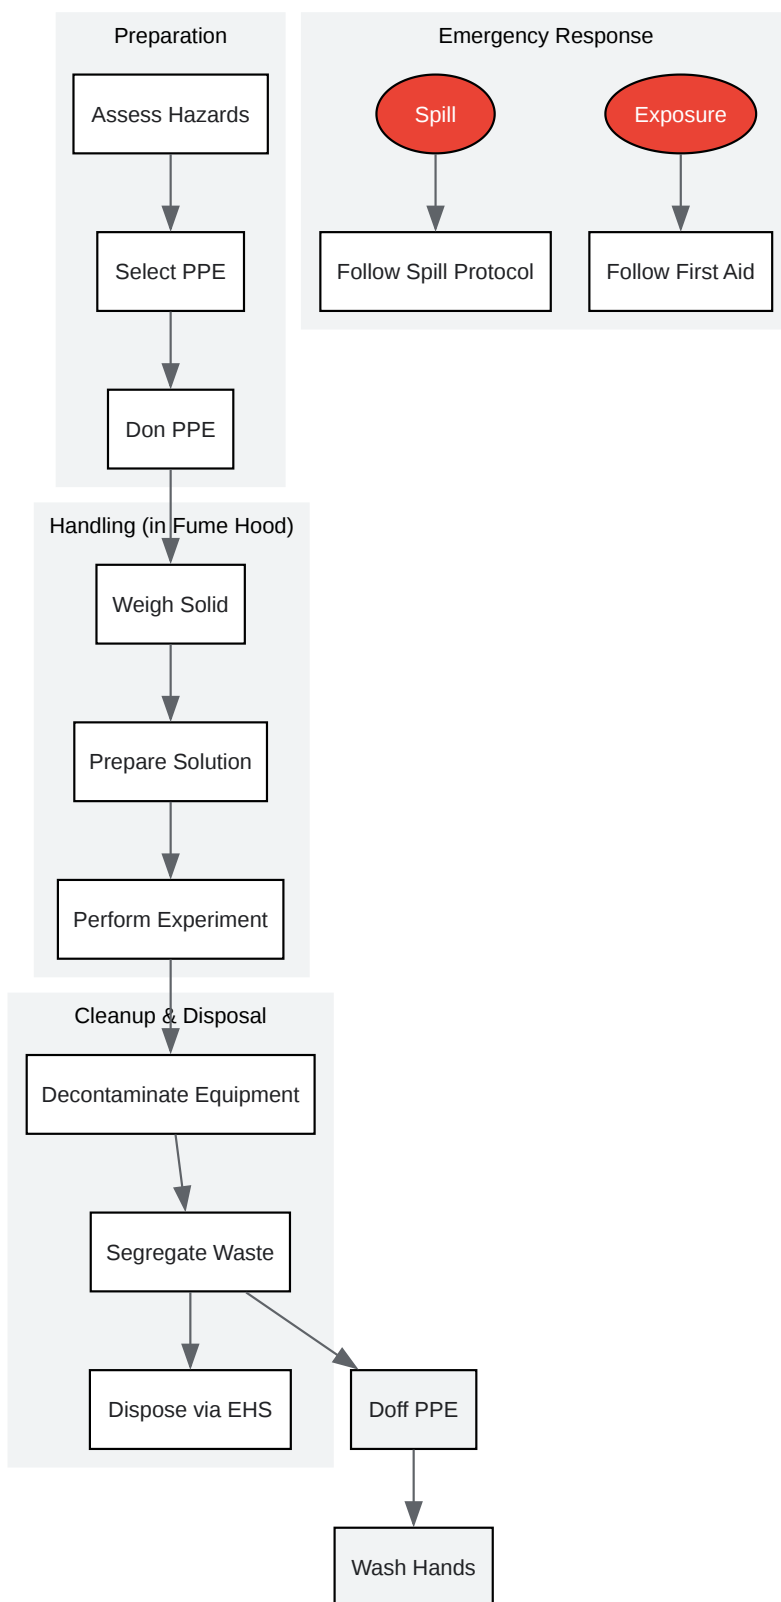 Preparation
Assess Hazards
Select PPE
Don PPE
Emergency Response
Spill
Exposure
Follow Spill Protocol
Follow First Aid
Handling (in Fume Hood)
Weigh Solid
Prepare Solution
Perform Experiment
Cleanup & Disposal
Decontaminate Equipment
Segregate Waste
Dispose via EHS
Doff PPE
Wash Hands